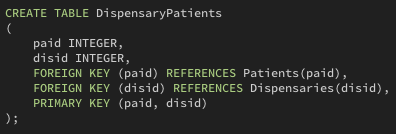 CREATE TABLE DispensaryPatients
(
    paid INTEGER,
    disid INTEGER,
    FOREIGN KEY (paid) REFERENCES Patients(paid),
    FOREIGN KEY (disid) REFERENCES Dispensaries(disid),
    PRIMARY KEY (paid, disid)
);